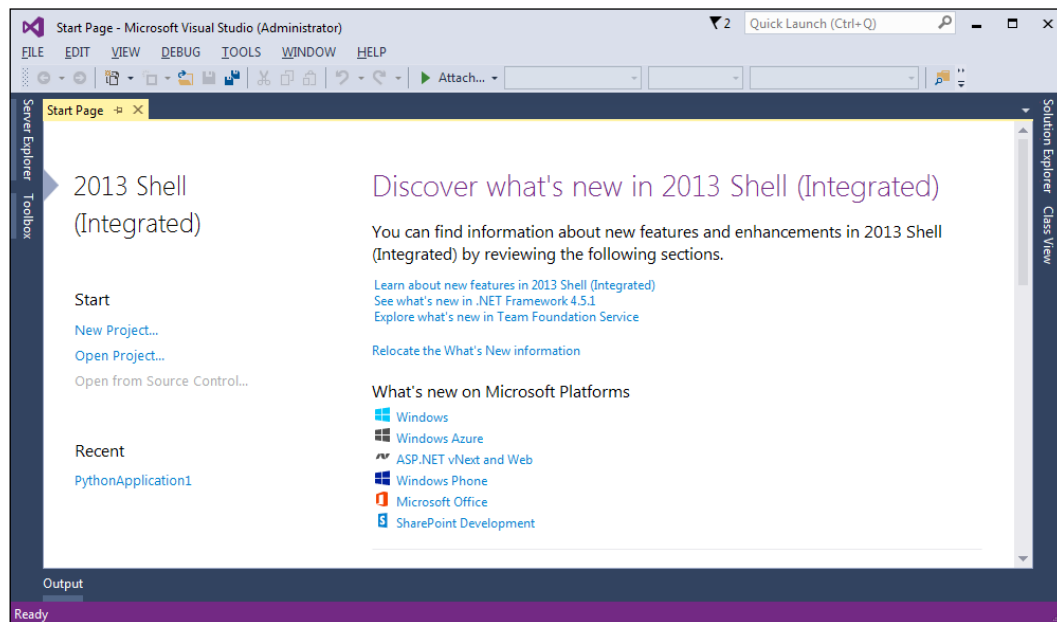 Start Page - Microsoft Visual Studio (Administrator)
2
Quick Launch (Ctrl+Q)
FILE EDIT VIEW DEBUG TOOLS WINDOW HELP
Attach...
Server Explorer
Toolbox
Start Page
2013 Shell
(Integrated)
Start
New Project...
Open Project...
Open from Source Control...
Recent
PythonApplication1
Discover what's new in 2013 Shell (Integrated)
You can find information about new features and enhancements in 2013 Shell
(Integrated) by reviewing the following sections.
Learn about new features in 2013 Shell (Integrated)
See what's new in .NET Framework 4.5.1
Explore what's new in Team Foundation Service
Relocate the What's New information
What's new on Microsoft Platforms
Windows
Windows Azure
ASP.NET vNext and Web
Windows Phone
Microsoft Office
SharePoint Development
Solution Explorer
Class View
Output
Ready